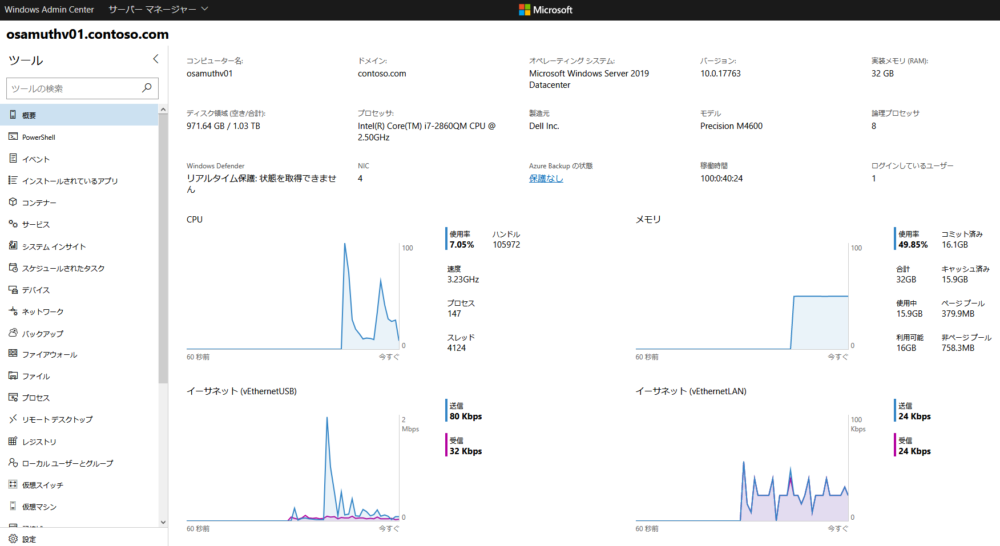 Windows Admin Center サーバー マネージャー Microsoft
osamuthv01.contoso.com
ツール
ツールの検索
概要
PowerShell
イベント
インストールされているアプリ
コンテナー
サービス
システム インサイト
スケジュールされたタスク
デバイス
ネットワーク
バックアップ
ファイアウォール
ファイル
プロセス
リモート デスクトップ
レジストリ
ローカル ユーザーとグループ
仮想スイッチ
仮想マシン
設定
コンピューター名:
osamuthv01
ドメイン:
contoso.com
オペレーティング システム:
Microsoft Windows Server 2019
Datacenter
バージョン:
10.0.17763
実装メモリ (RAM):
32 GB
ディスク領域 (空き/合計):
971.64 GB / 1.03 TB
プロセッサ:
Intel(R) Core(TM) i7-2860QM CPU @
2.50GHz
製造元
Dell Inc.
モデル
Precision M4600
論理プロセッサ
8
Windows Defender
リアルタイム保護: 状態を取得できませ
ん
NIC
4
Azure Backup の状態
保護なし
稼働時間
100:0:40:24
ログインしているユーザー
1
CPU
100
0
60 秒前
今すぐ
使用率
7.05%
ハンドル
105972
速度
3.23GHz
プロセス
147
スレッド
4124
メモリ
100
0
60 秒前
今すぐ
使用率
49.85%
コミット済み
16.1GB
合計
32GB
キャッシュ済み
15.9GB
使用中
15.9GB
ページ プール
379.9MB
利用可能
16GB
非ページ プール
758.3MB
イーサネット (vEthernetUSB)
2
Mbps
0
60 秒前
今すぐ
送信
80 Kbps
受信
32 Kbps
イーサネット (vEthernetLAN)
100
Kbps
0
60 秒前
今すぐ
送信
24 Kbps
受信
24 Kbps